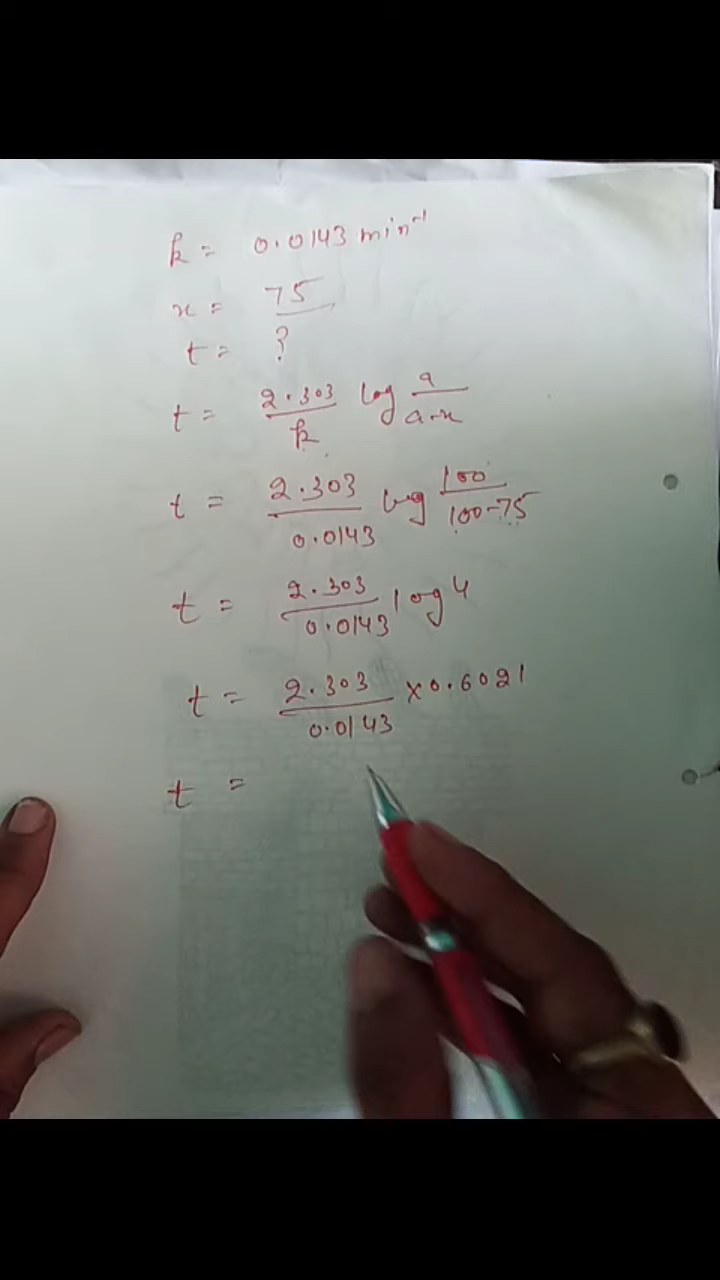 k = 0.0143 min⁻¹
x = 75
t = ?
t = 2.303/k log a/a-x
t = 2.303/0.0143 log 100/100-75
t = 2.303/0.0143 log 4
t = 2.303/0.0143 × 0.6021
t =